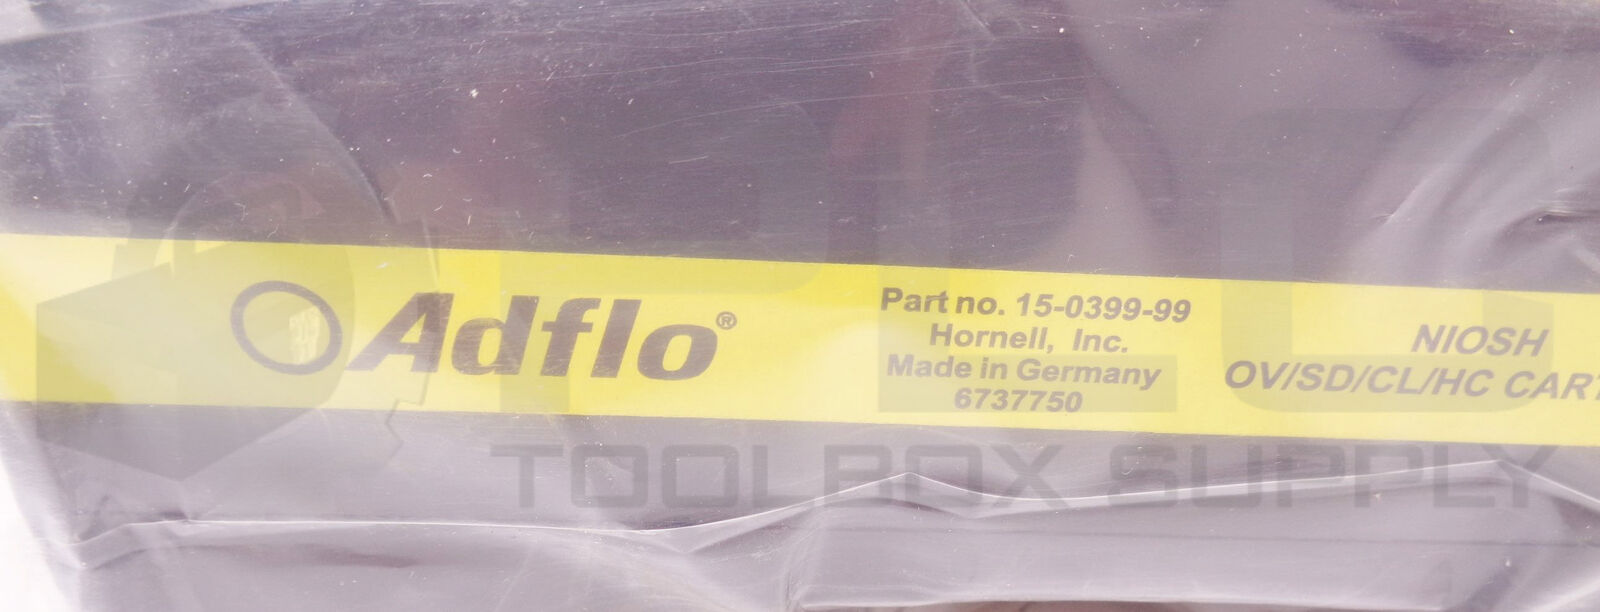 Adflo®
Part no. 15-0399-99
Hornell, Inc.
Made in Germany
6737750
NIOSH
OV/SD/CL/HC CART
PLC
TOOLBOX SUPPLY